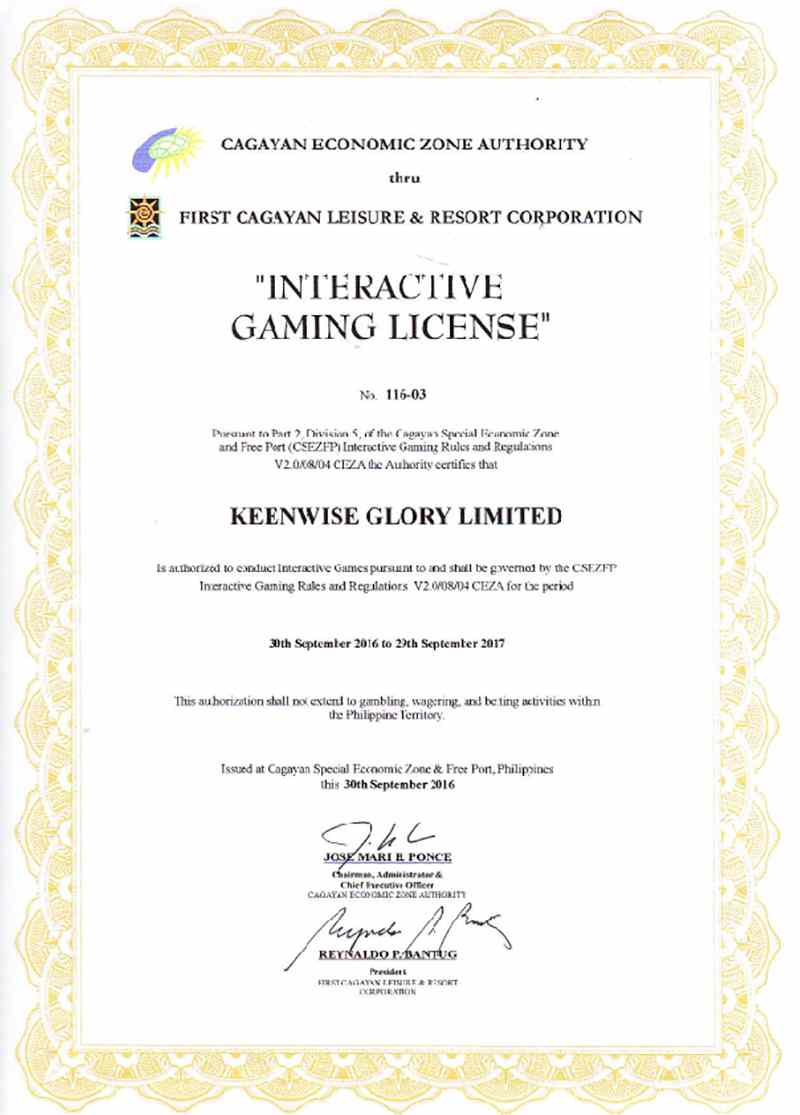 CAGAYAN ECONOMIC ZONE AUTHORITY
thru
FIRST CAGAYAN LEISURE & RESORT CORPORATION
"INTERACTIVE
GAMING LICENSE"
No. 116-03
Pursuant to Part 2, Division 5, of the Cagayan Special Economic Zone
and Free Port (CSEZFP) Interactive Gaming Rules and Regulations
V2.0/08/04 CEZA the Authority certifies that
KEENWISE GLORY LIMITED
Is authorized to conduct Interactive Games pursuant to and shall be governed by the CSEZFP
Interactive Gaming Rules and Regulations V2.0/08/04 CEZA for the period
30th September 2016 to 29th September 2017
This authorization shall not extend to gambling, wagering, and betting activities within
the Philippine Territory.
Issued at Cagayan Special Economic Zone & Free Port, Philippines
this 30th September 2016
JOSE MARI B. PONCE
Chairman, Administrator &
Chief Executive Officer
CAGAYAN ECONOMIC ZONE AUTHORITY
REYNALDO P. BANTUG
President
FIRST CAGAYAN LEISURE & RESORT
CORPORATION